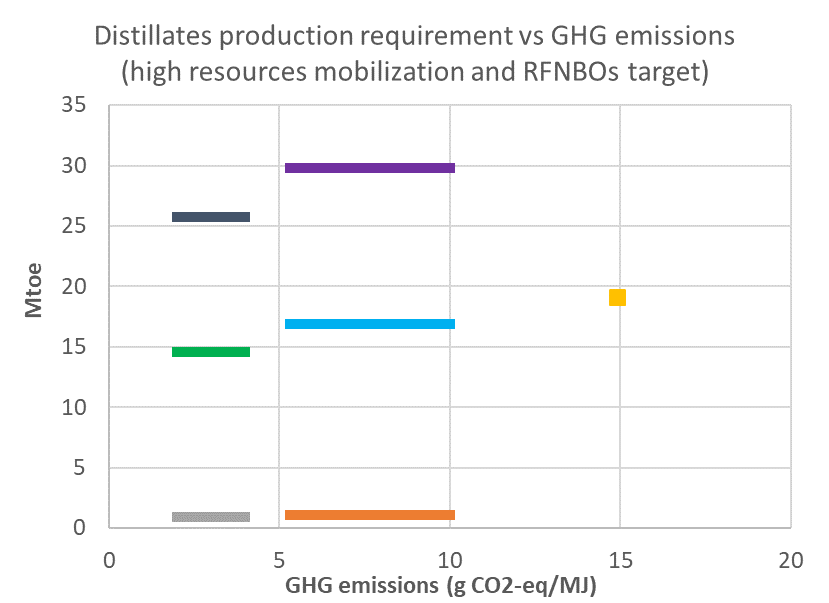 Distillates production requirement vs GHG emissions
(high resources mobilization and RFNBOs target)
35
30
25
20
15
10
5
0
Mtoe
0 5 10 15 20
GHG emissions (g CO2-eq/MJ)